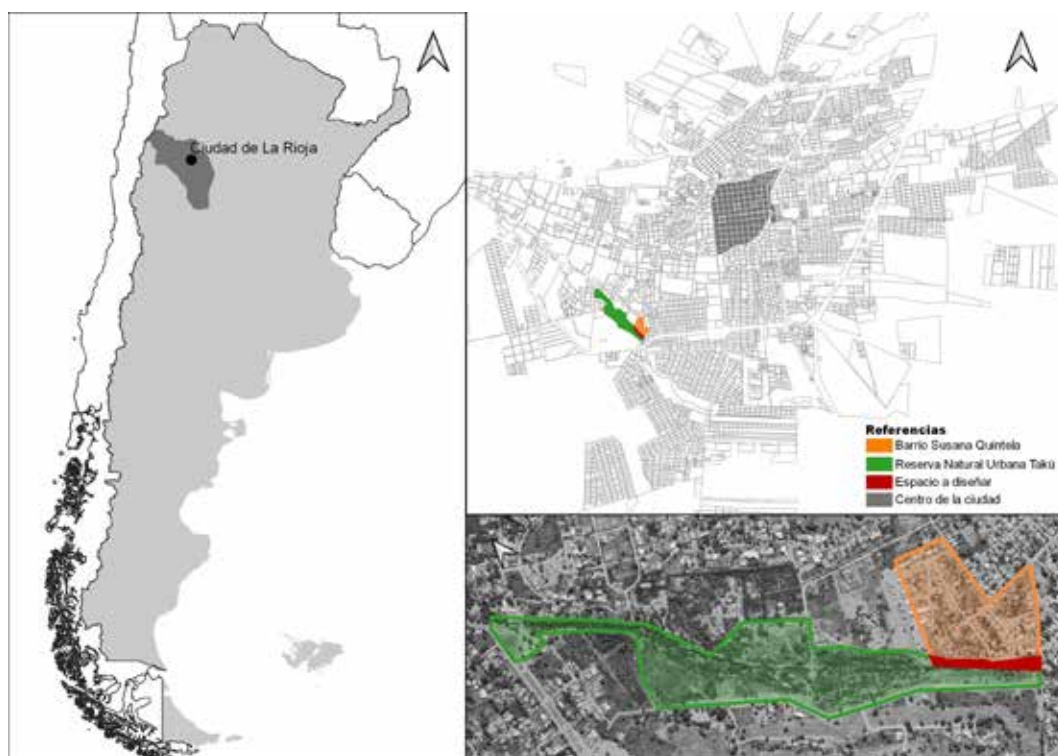 Ciudad de La Rioja
Referencias
Barrio Susana Quintela
Reserva Natural Urbana Takú
Espacio a diseñar
Centro de la ciudad